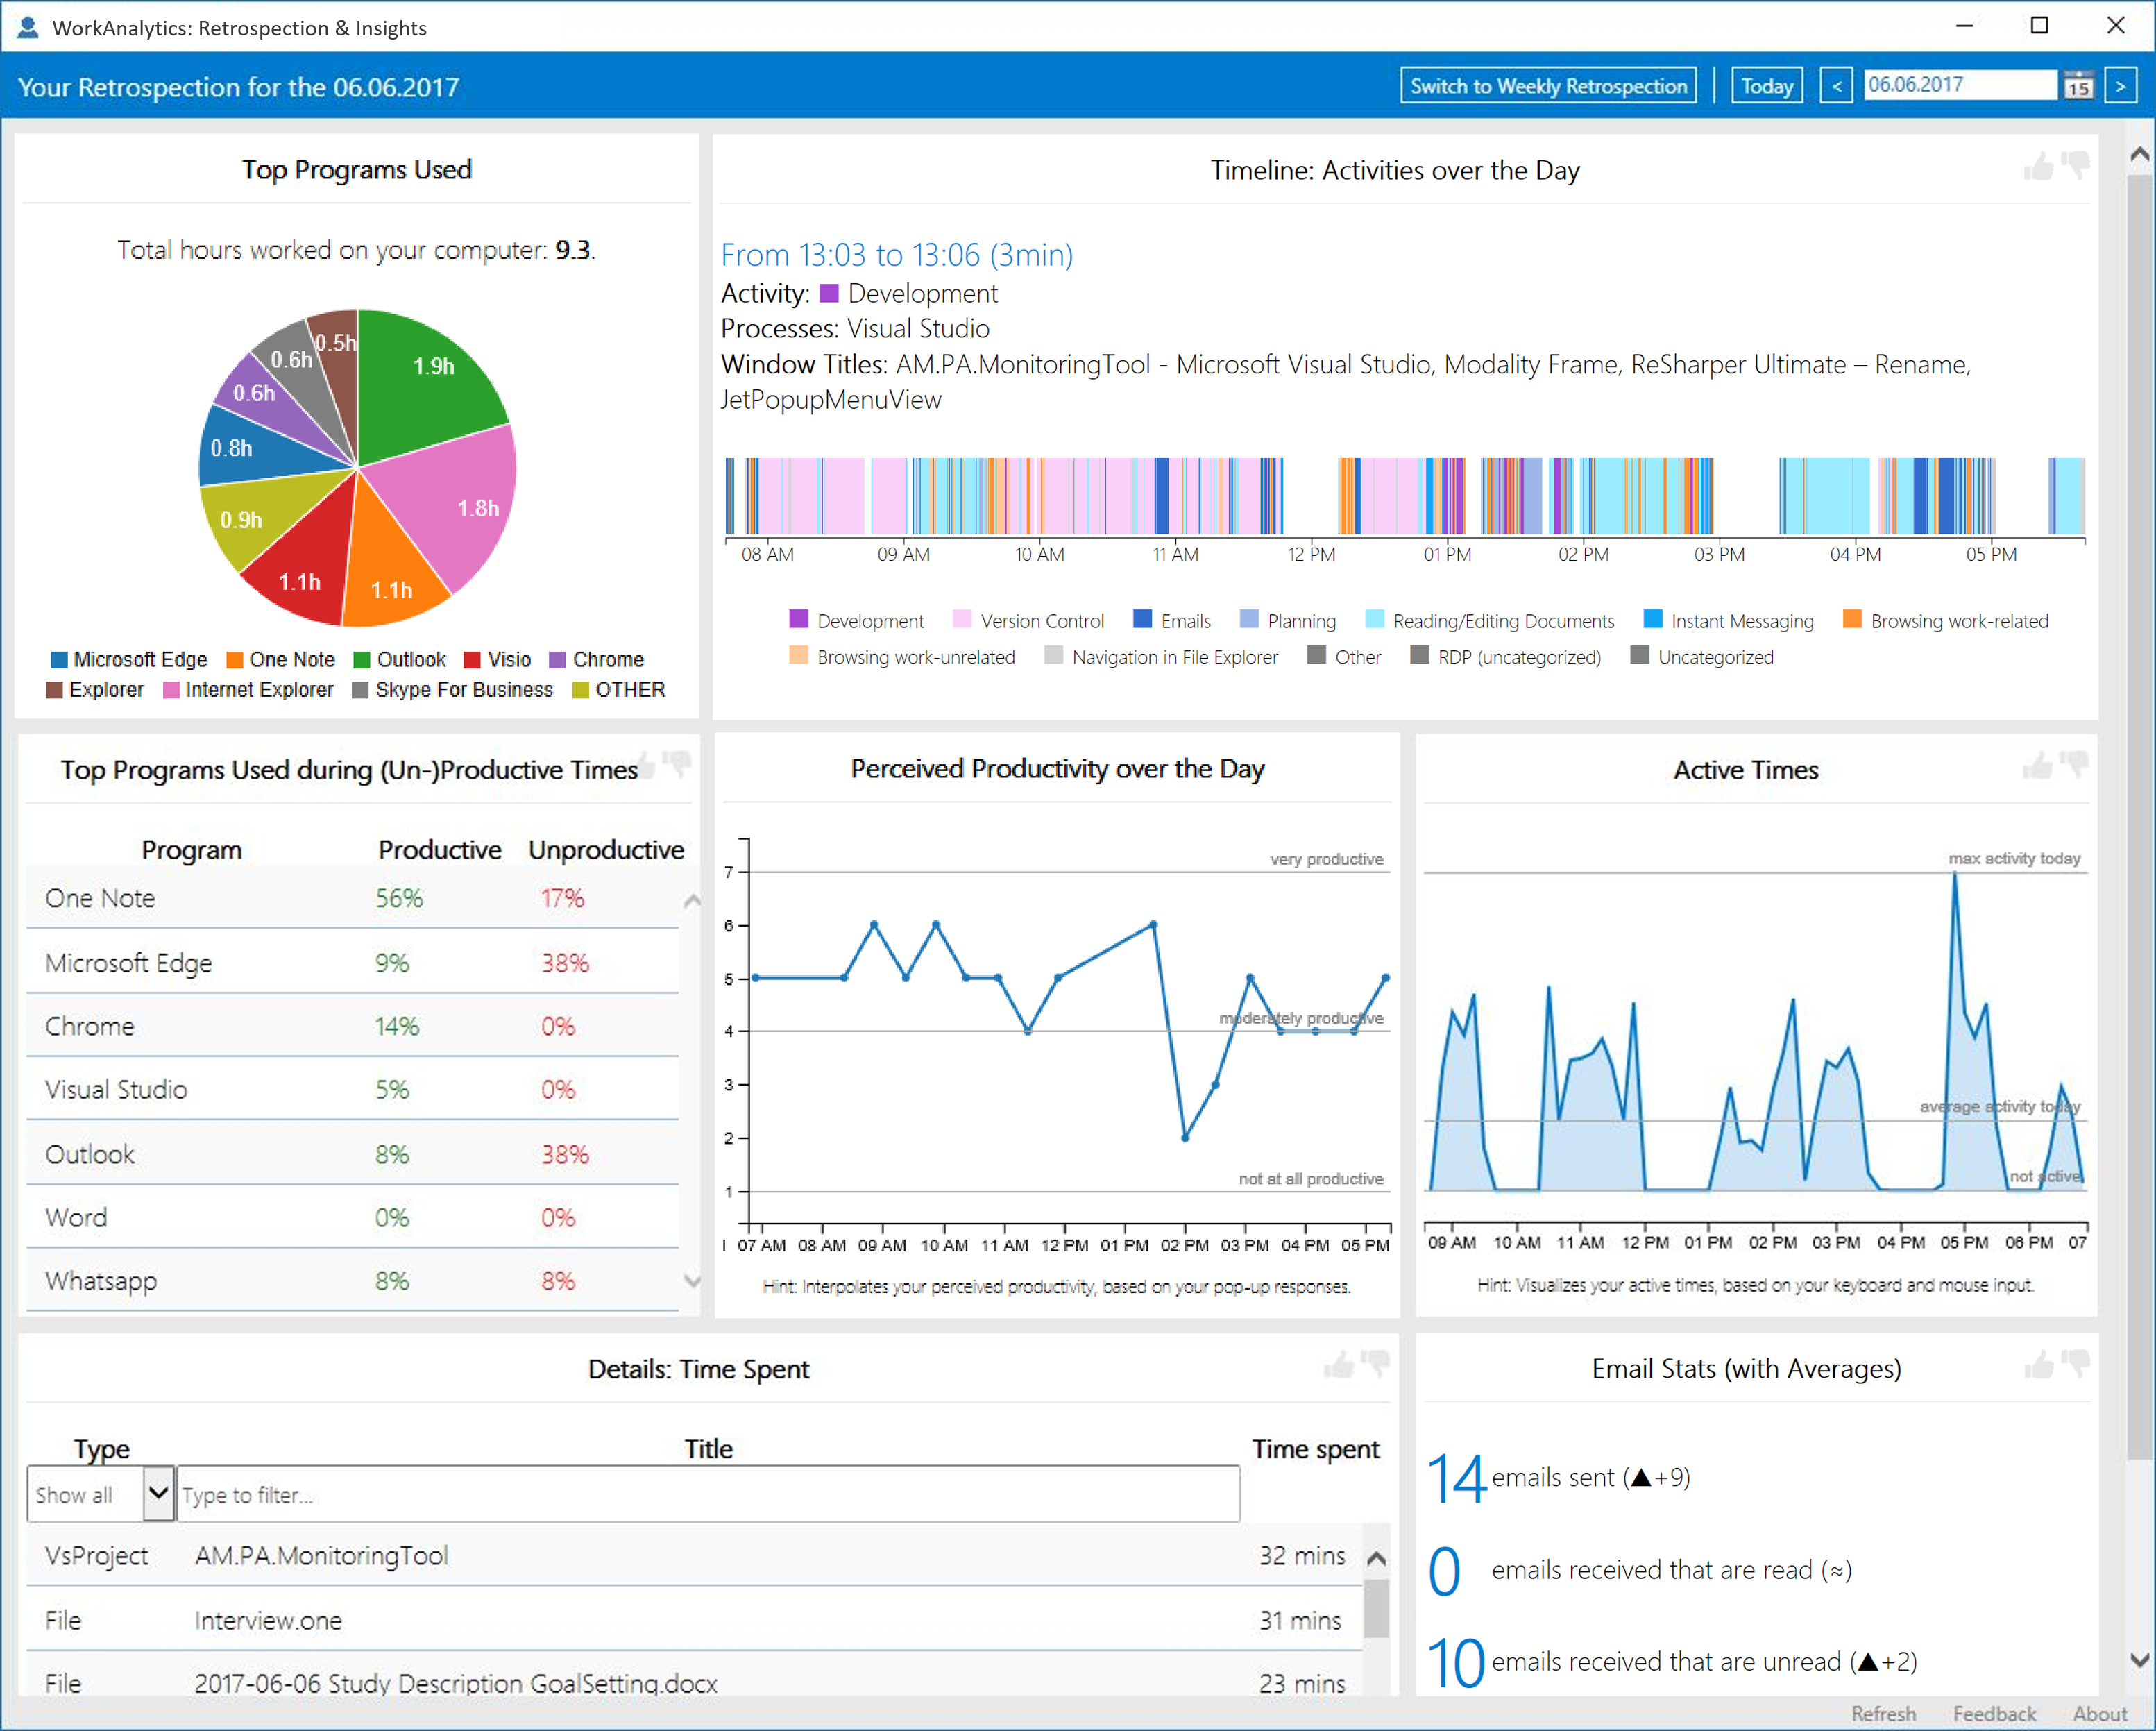 WorkAnalytics: Retrospection & Insights
Your Retrospection for the 06.06.2017
Switch to Weekly Retrospection
Today
<
06.06.2017
15
>
Top Programs Used
Total hours worked on your computer: 9.3.
0.5h
1.9h
0.6h
0.6h
0.8h
1.8h
0.9h
1.1h
1.1h
Microsoft Edge One Note Outlook Visio Chrome
Explorer Internet Explorer Skype For Business OTHER
Timeline: Activities over the Day
From 13:03 to 13:06 (3min)
Activity: Development
Processes: Visual Studio
Window Titles: AM.PA.MonitoringTool - Microsoft Visual Studio, Modality Frame, ReSharper Ultimate – Rename,
JetPopupMenuView
08 AM 09 AM 10 AM 11 AM 12 PM 01 PM 02 PM 03 PM 04 PM 05 PM
Development Version Control Emails Planning Reading/Editing Documents Instant Messaging Browsing work-related
Browsing work-unrelated Navigation in File Explorer Other RDP (uncategorized) Uncategorized
Top Programs Used during (Un-)Productive Times
Program Productive Unproductive
One Note 56% 17%
Microsoft Edge 9% 38%
Chrome 14% 0%
Visual Studio 5% 0%
Outlook 8% 38%
Word 0% 0%
Whatsapp 8% 8%
Perceived Productivity over the Day
very productive
7
6
5
moderately productive
4
3
2
not at all productive
1
07 AM 08 AM 09 AM 10 AM 11 AM 12 PM 01 PM 02 PM 03 PM 04 PM 05 PM
Hint: Interpolates your perceived productivity, based on your pop-up responses.
Active Times
max activity today
average activity today
not active
09 AM 10 AM 11 AM 12 PM 01 PM 02 PM 03 PM 04 PM 05 PM 06 PM 07
Hint: Visualizes your active times, based on your keyboard and mouse input.
Details: Time Spent
Type Title Time spent
Show all Type to filter...
VsProject AM.PA.MonitoringTool 32 mins
File Interview.one 31 mins
File 2017-06-06 Study Description GoalSetting.docx 23 mins
Email Stats (with Averages)
14 emails sent (▲+9)
0 emails received that are read (≈)
10 emails received that are unread (▲+2)
Refresh Feedback About